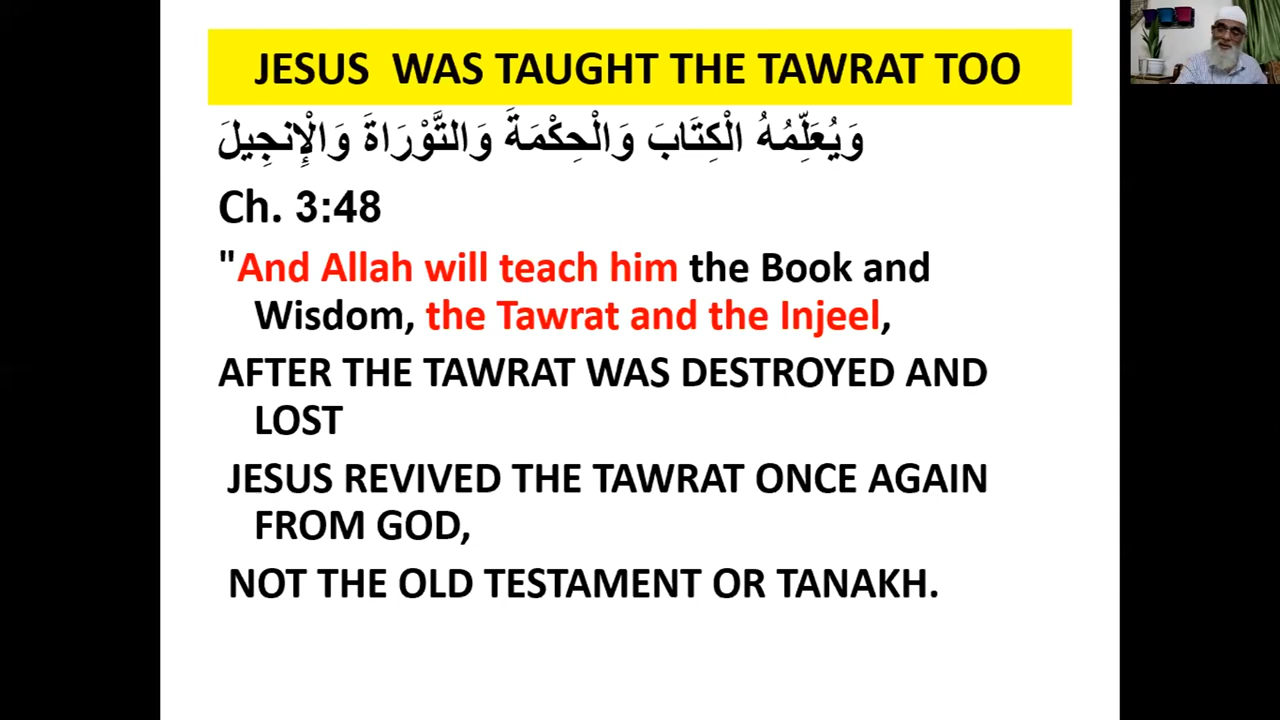 JESUS WAS TAUGHT THE TAWRAT TOO
وَيُعَلِّمُهُ الْكِتَابَ وَالْحِكْمَةَ وَالتَّوْرَاةَ وَالْإِنجِيلَ
Ch. 3:48
"And Allah will teach him the Book and
Wisdom, the Tawrat and the Injeel,
AFTER THE TAWRAT WAS DESTROYED AND
LOST
JESUS REVIVED THE TAWRAT ONCE AGAIN
FROM GOD,
NOT THE OLD TESTAMENT OR TANAKH.